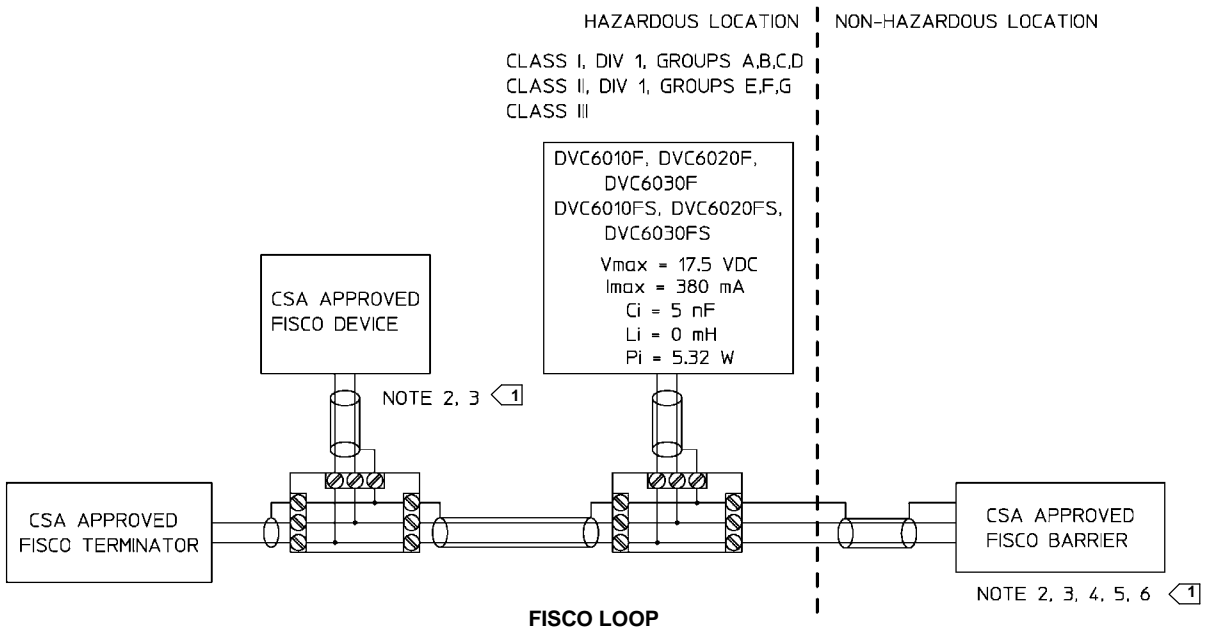 HAZARDOUS LOCATION
NON-HAZARDOUS LOCATION
CLASS I, DIV 1, GROUPS A,B,C,D
CLASS II, DIV 1, GROUPS E,F,G
CLASS III
DVC6010F, DVC6020F,
DVC6030F
DVC6010FS, DVC6020FS,
DVC6030FS
Vmax = 17.5 VDC
Imax = 380 mA
Ci = 5 nF
Li = 0 mH
Pi = 5.32 W
CSA APPROVED
FISCO DEVICE
NOTE 2, 3 1
CSA APPROVED
FISCO TERMINATOR
CSA APPROVED
FISCO BARRIER
NOTE 2, 3, 4, 5, 6 1
FISCO LOOP